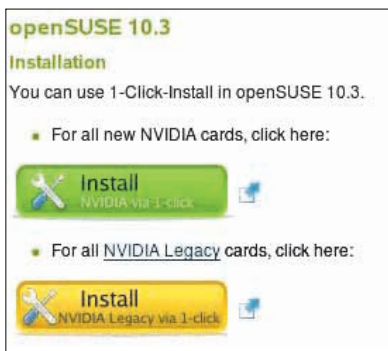 openSUSE 10.3
Installation
You can use 1-Click-Install in openSUSE 10.3.
For all new NVIDIA cards, click here:
Install
NVIDIA via 1-click
For all NVIDIA Legacy cards, click here:
Install
NVIDIA Legacy via 1-click